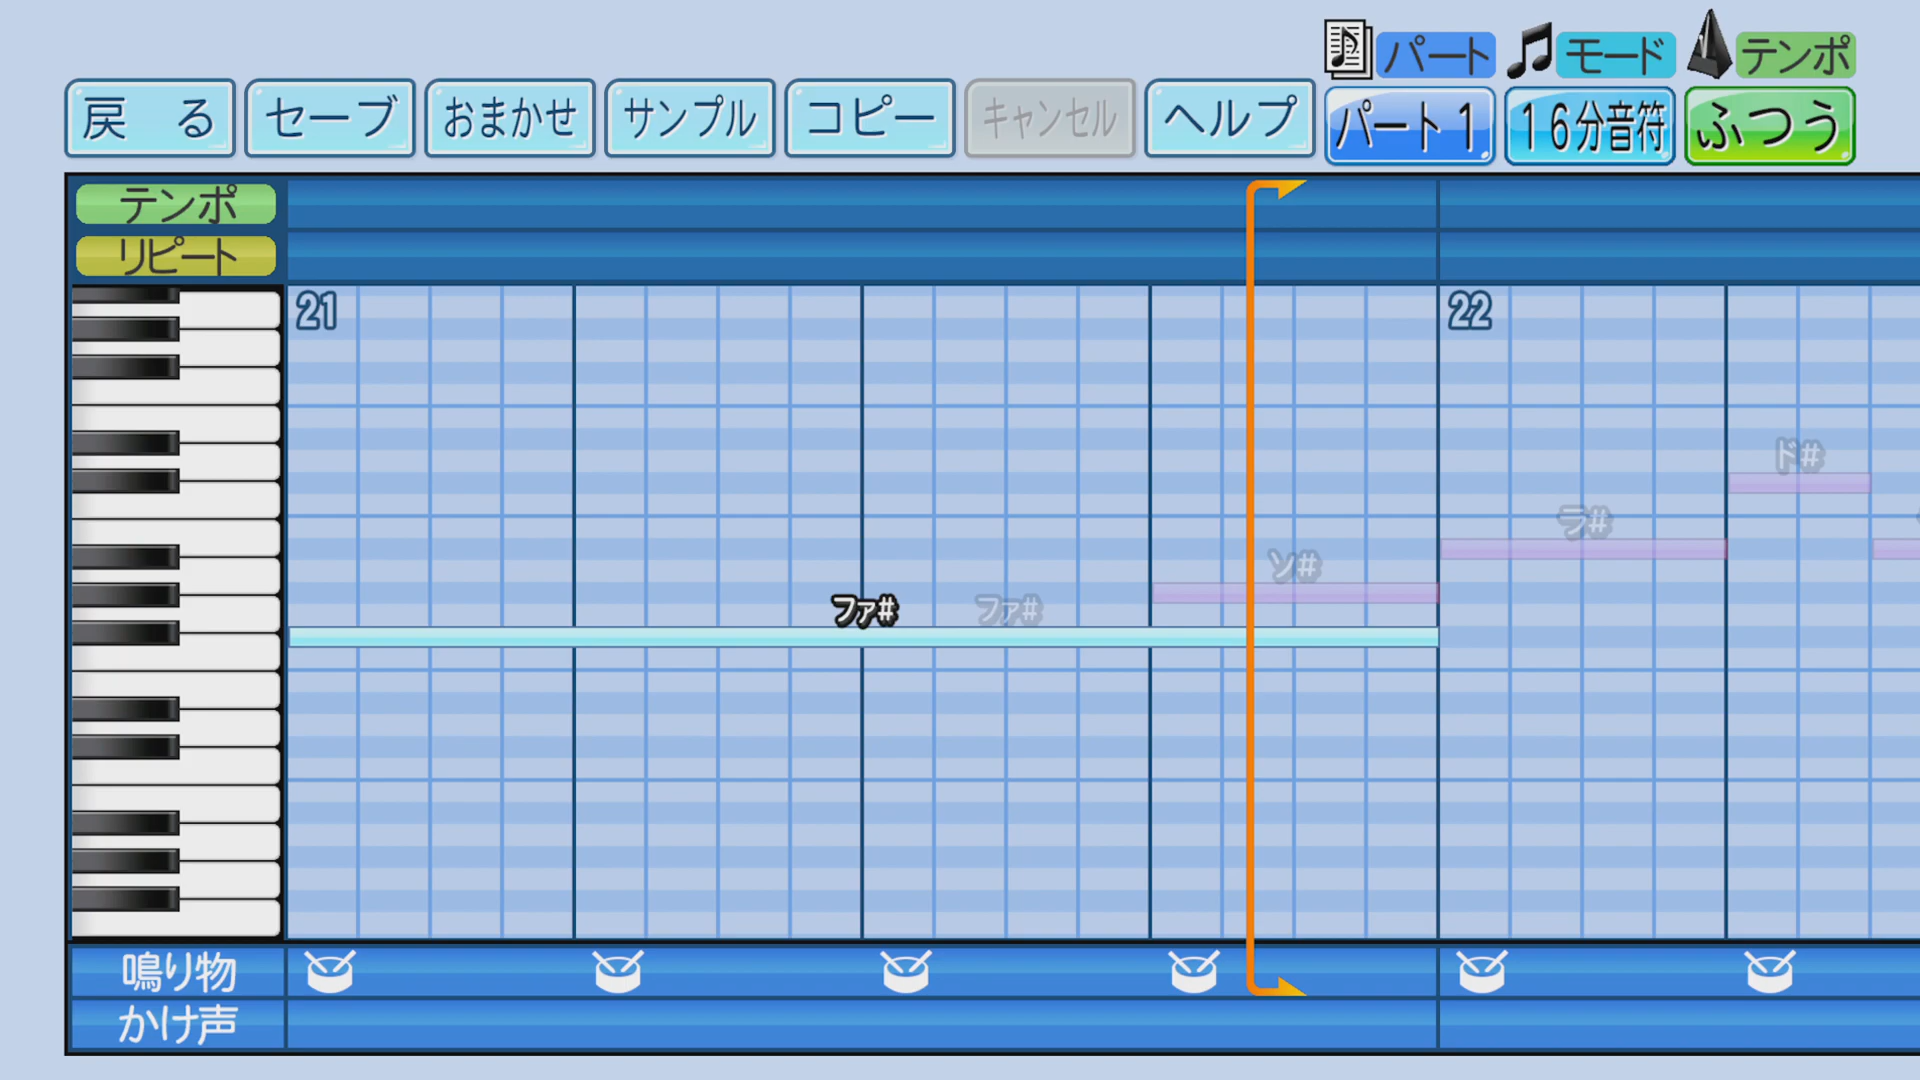 パート モード テンポ
戻る セーブ おまかせ サンプル コピー キャンセル ヘルプ パート1 16分音符 ふつう
テンポ
リピート
21 22
ド#
ラ#
ソ#
ファ# ファ#
鳴り物
かけ声